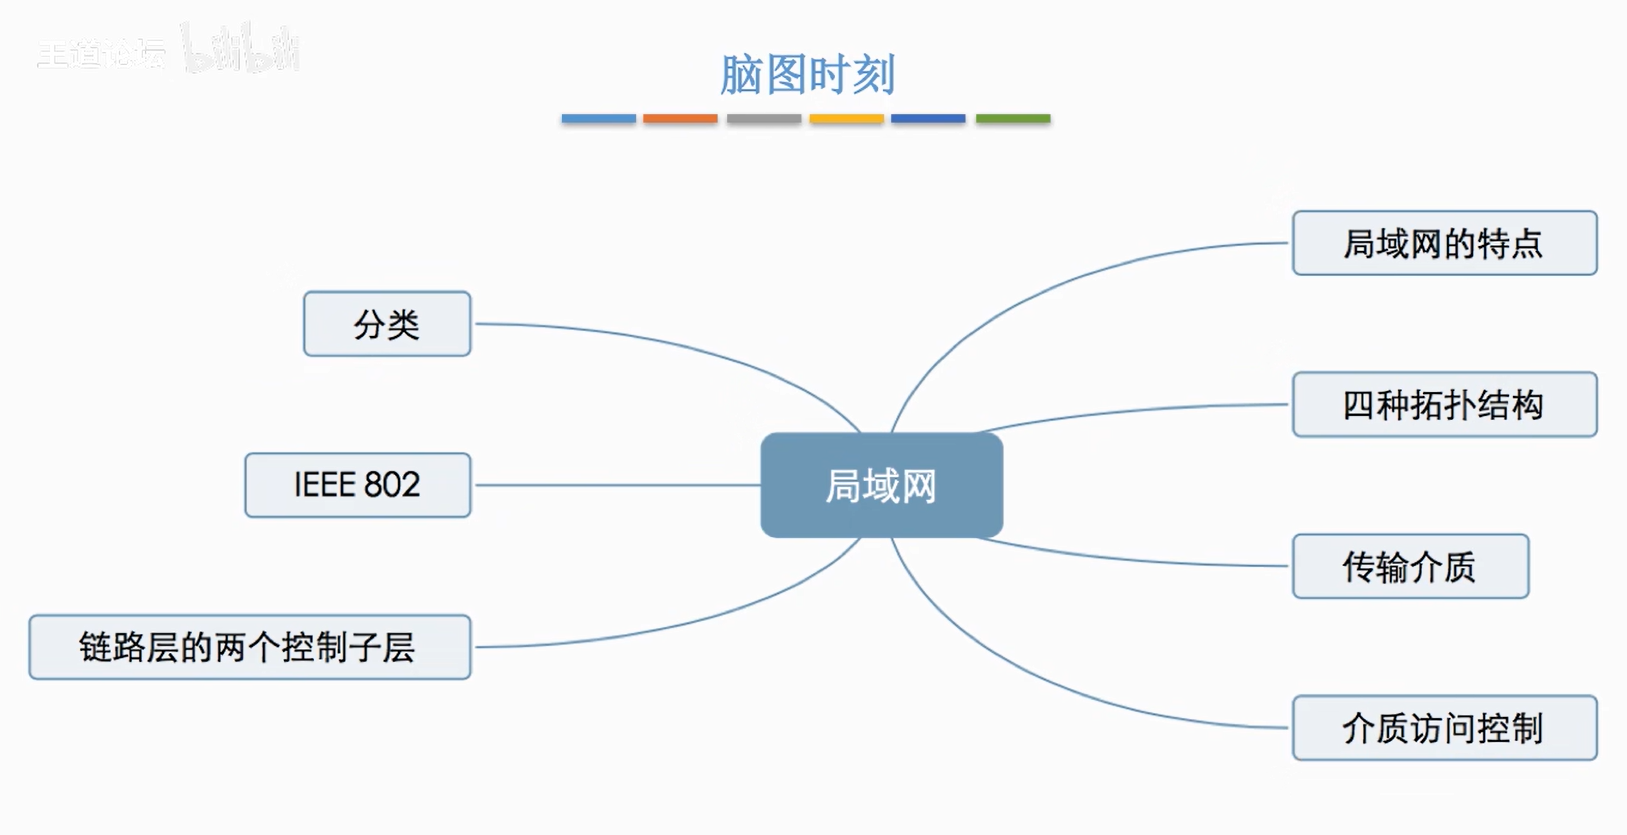 王道论坛 bilibili
脑图时刻
局域网的特点
分类
四种拓扑结构
IEEE 802
局域网
传输介质
链路层的两个控制子层
介质访问控制